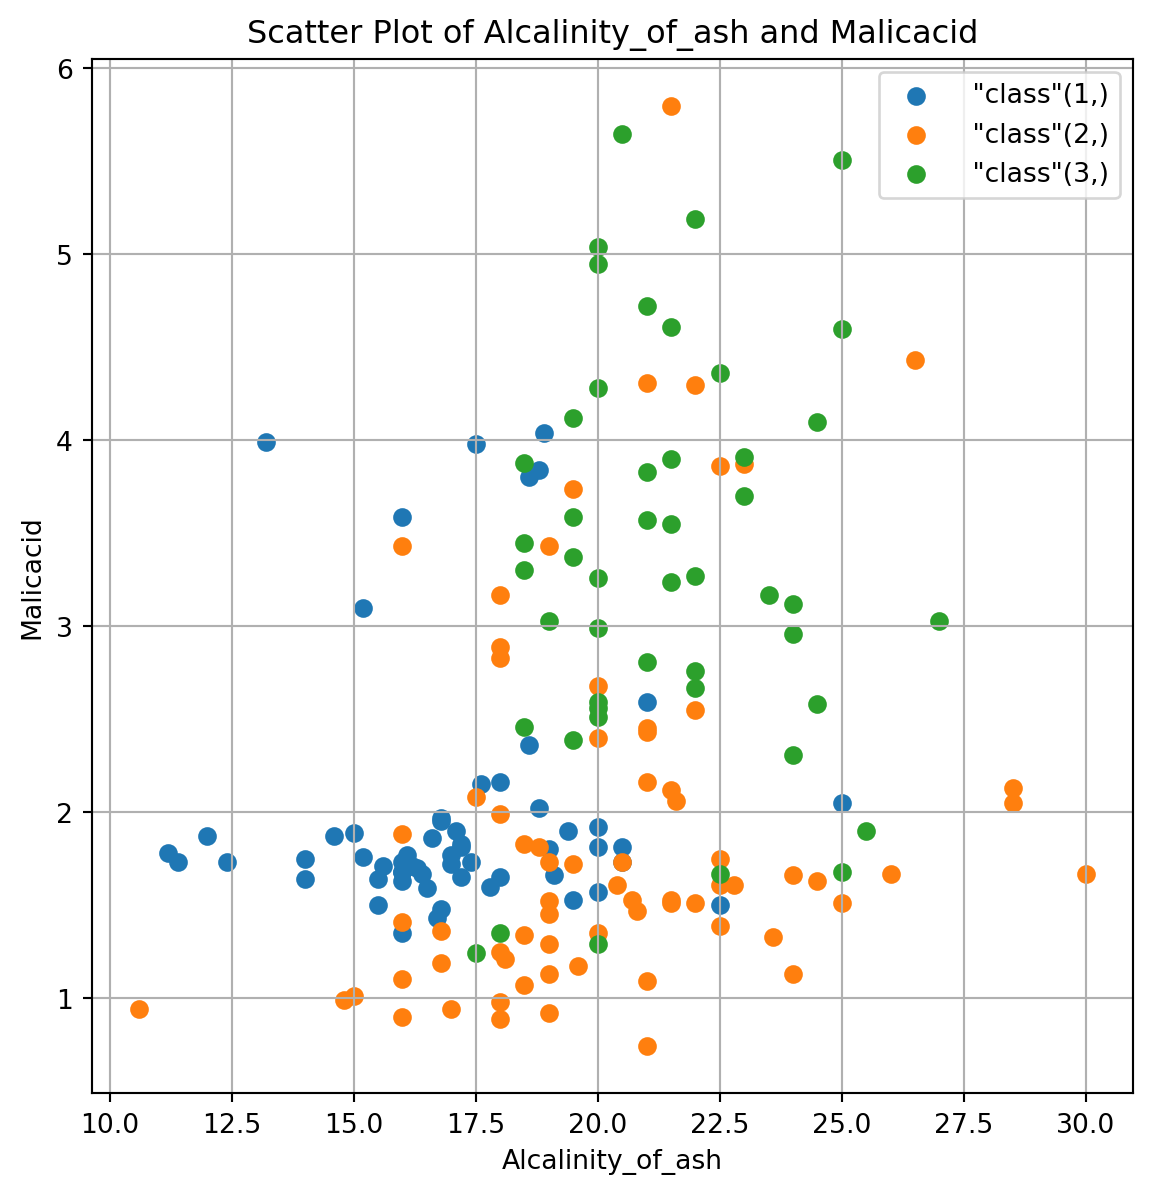 Scatter Plot of Alcalinity_of_ash and Malicacid
"class"(1,)
"class"(2,)
"class"(3,)
Malicacid
6
5
4
3
2
1
10.0 12.5 15.0 17.5 20.0 22.5 25.0 27.5 30.0
Alcalinity_of_ash